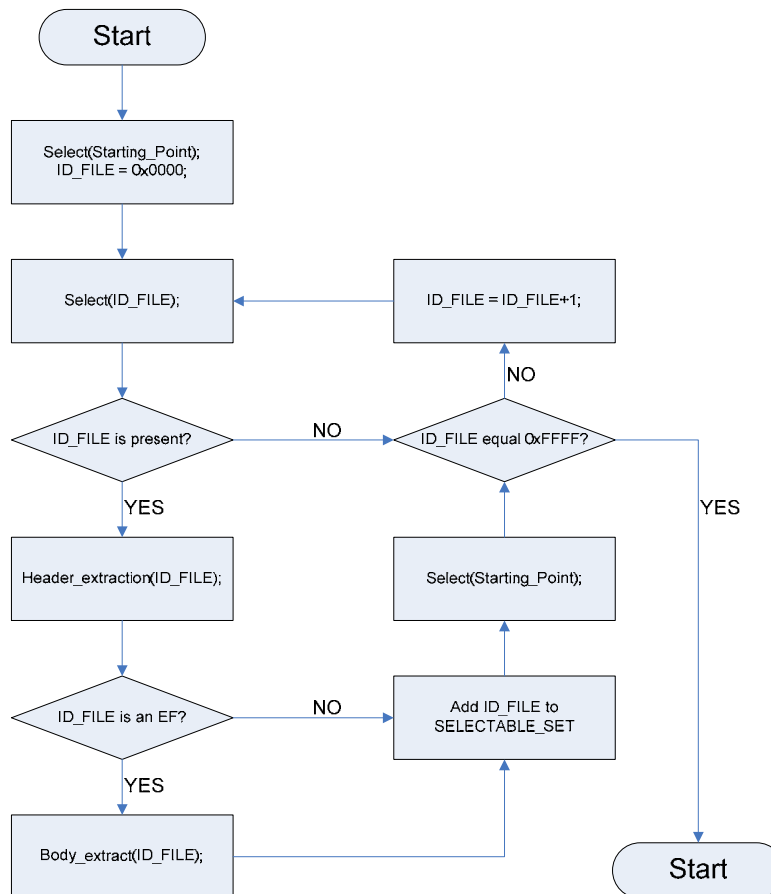 Start
Select(Starting_Point);
ID_FILE = 0x0000;
Select(ID_FILE);
ID_FILE = ID_FILE+1;
NO
ID_FILE is present?
NO
ID_FILE equal 0xFFFF?
YES
YES
Header_extraction(ID_FILE);
Select(Starting_Point);
ID_FILE is an EF?
NO
Add ID_FILE to
SELECTABLE_SET
YES
Body_extract(ID_FILE);
Start